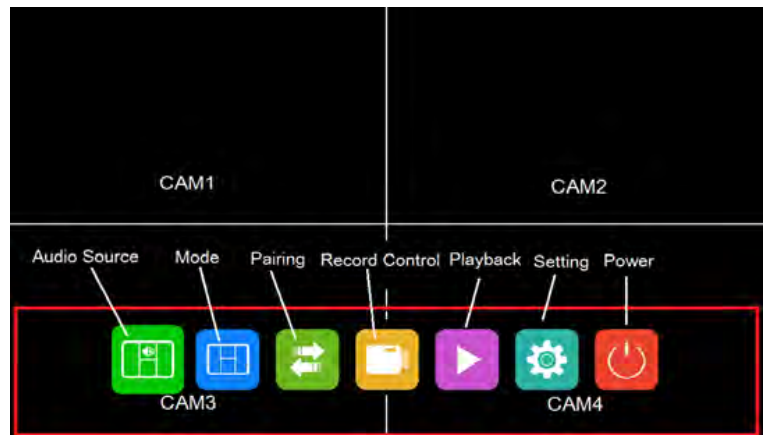 CAM1
CAM2
Audio Source Mode Pairing Record Control Playback Setting Power
CAM3
CAM4